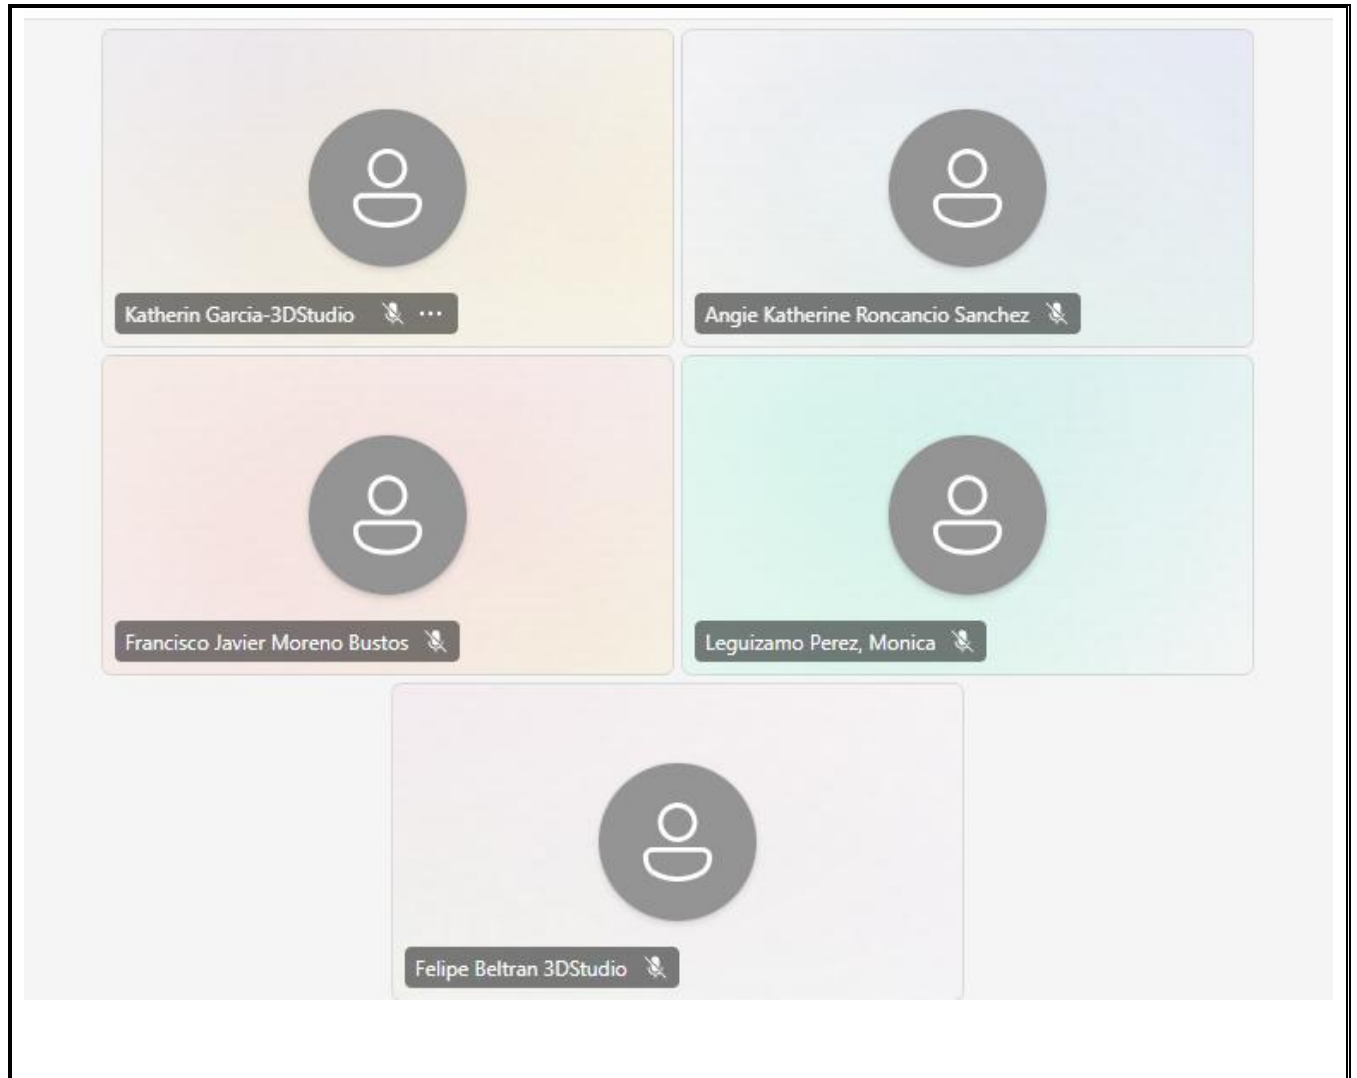 Katherin Garcia-3DStudio
Angie Katherine Roncancio Sanchez
Francisco Javier Moreno Bustos
Leguizamo Perez, Monica
Felipe Beltran 3DStudio